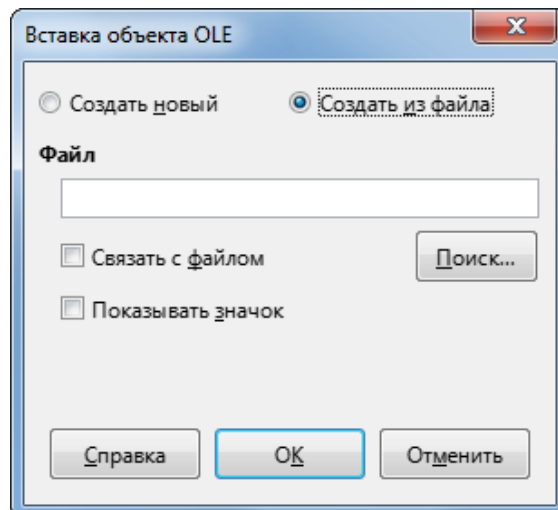 Вставка объекта OLE
Создать новый Создать из файла
Файл
Связать с файлом Поиск...
Показывать значок
Справка OK Отменить